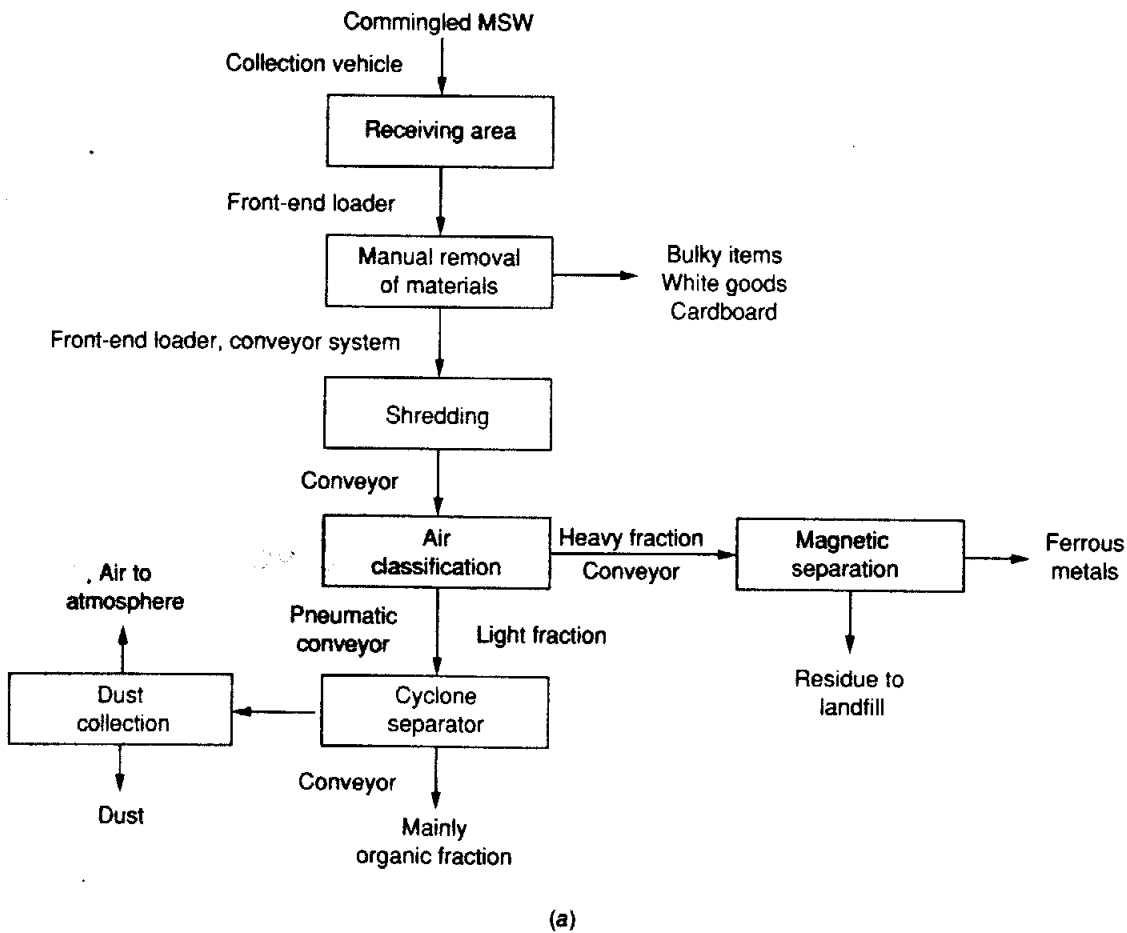 Commingled MSW
Collection vehicle
Receiving area
Front-end loader
Manual removal
of materials
Bulky items
White goods
Cardboard
Front-end loader, conveyor system
Shredding
Conveyor
Air
classification
Heavy fraction
Conveyor
Magnetic
separation
Ferrous
metals
Air to
atmosphere
Pneumatic
conveyor
Light fraction
Residue to
landfill
Dust
collection
Cyclone
separator
Conveyor
Dust
Mainly
organic fraction
(a)